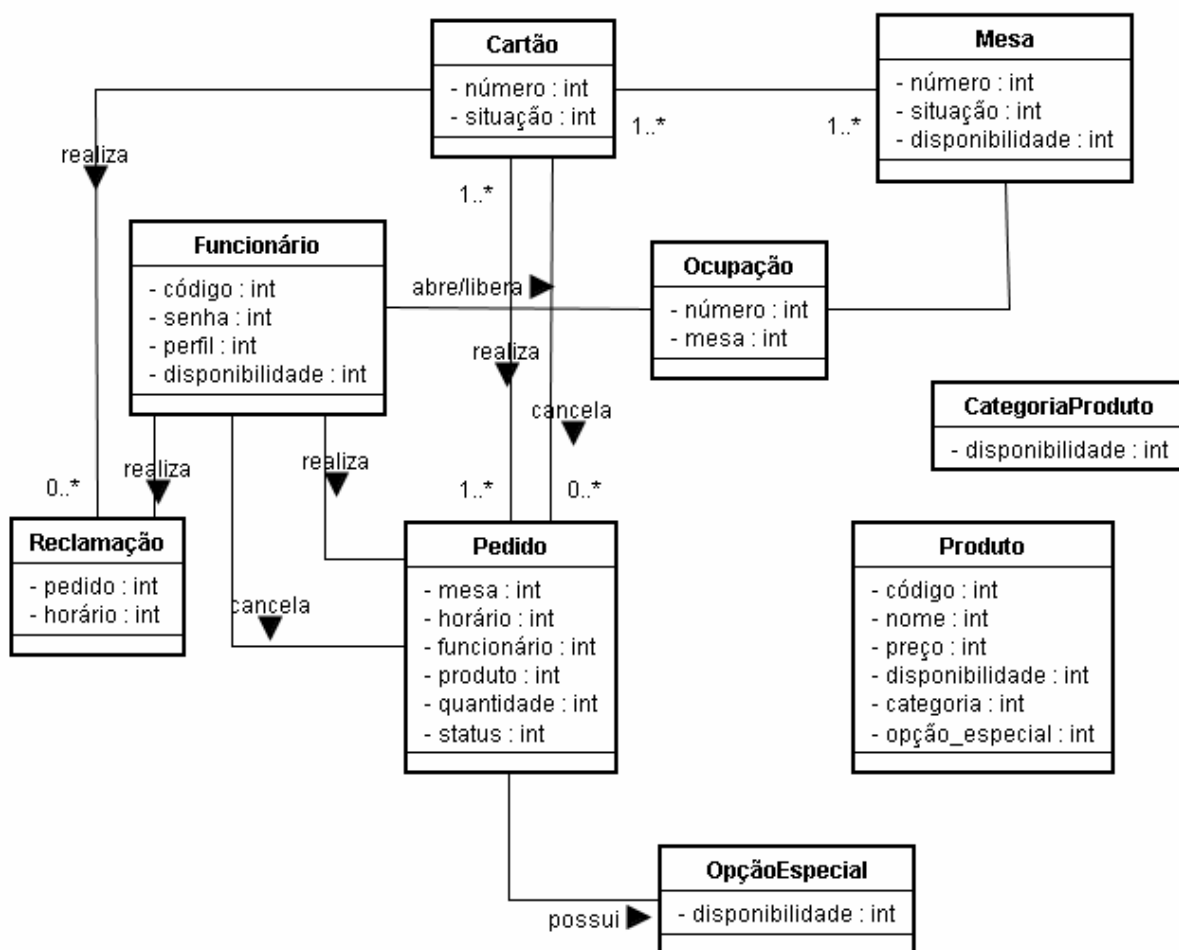 Cartão
- número : int
- situação : int
1..*
1..*
Mesa
- número : int
- situação : int
- disponibilidade : int
realiza
1..*
Funcionário
- código : int
- senha : int
- perfil : int
- disponibilidade : int
abre/libera
Ocupação
- número : int
- mesa : int
realiza
cancela
CategoriaProduto
- disponibilidade : int
realiza
realiza
0..*
1..*
0..*
Reclamação
- pedido : int
- horário : int
cancela
Pedido
- mesa : int
- horário : int
- funcionário : int
- produto : int
- quantidade : int
- status : int
Produto
- código : int
- nome : int
- preço : int
- disponibilidade : int
- categoria : int
- opção_especial : int
possui
OpçãoEspecial
- disponibilidade : int